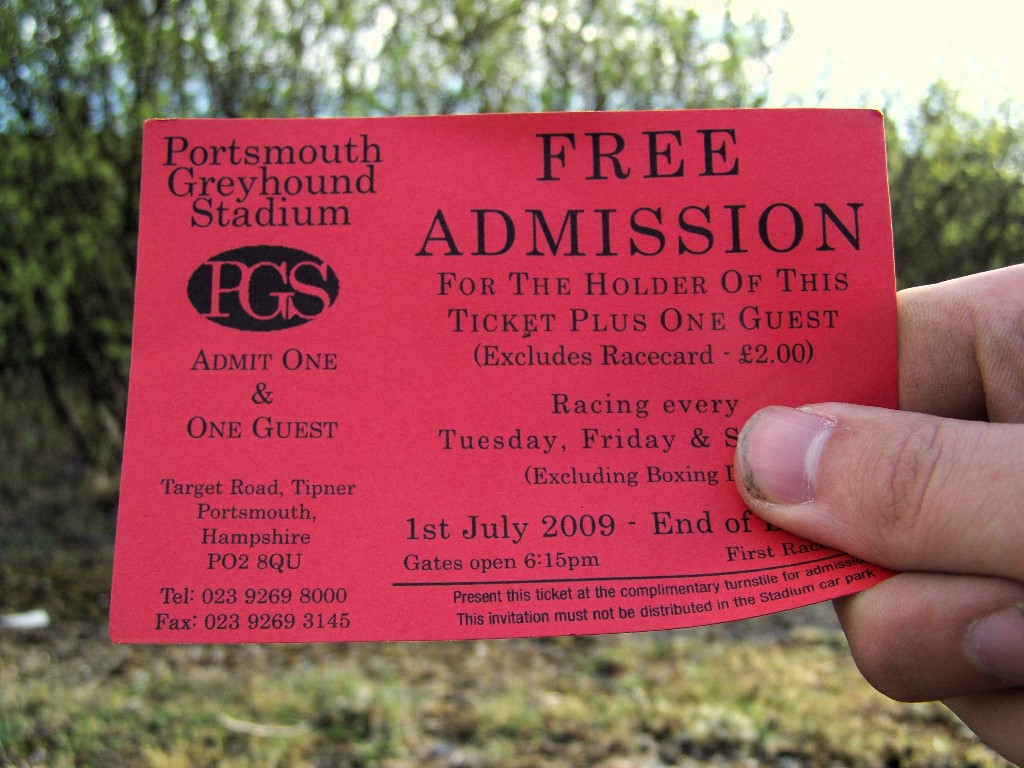 Portsmouth
Greyhound
Stadium
PGS
ADMIT ONE
&
ONE GUEST
Target Road, Tipner
Portsmouth,
Hampshire
PO2 8QU
Tel: 023 9269 8000
Fax: 023 9269 3145
FREE
ADMISSION
FOR THE HOLDER OF THIS
TICKET PLUS ONE GUEST
(Excludes Racecard - £2.00)
Racing every
Tuesday, Friday &
(Excluding Boxing
1st July 2009 - End of
Gates open 6:15pm
First
Present this ticket at the complimentary turnstile for admission
This invitation must not be distributed in the Stadium car park